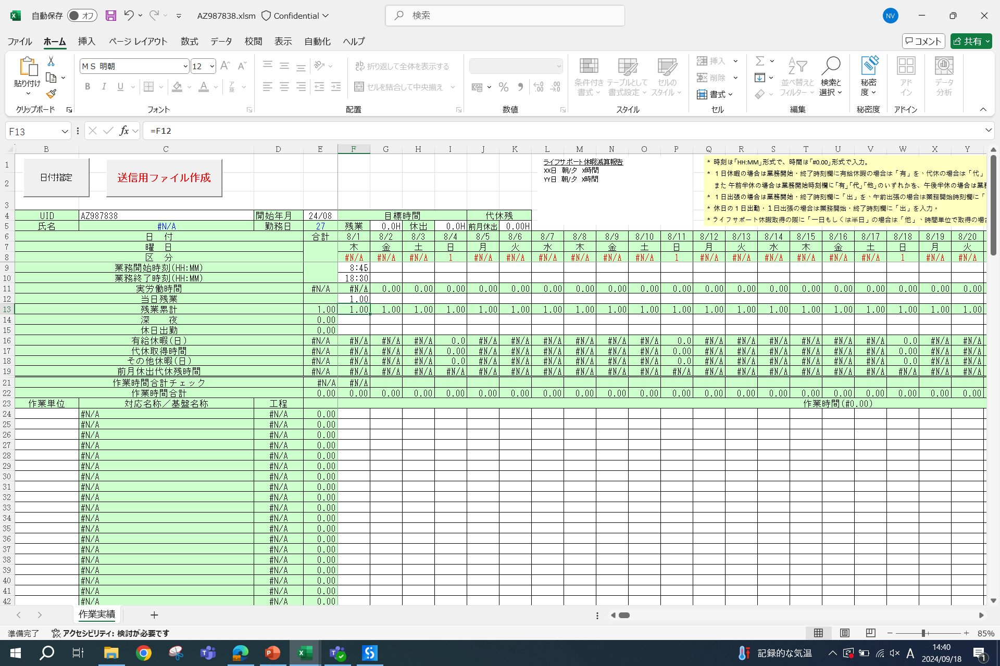 自動保存 オフ AZ987838.xlsm Confidential 検索 NV
ファイル ホーム 挿入 ページ レイアウト 数式 データ 校閲 表示 自動化 ヘルプ コメント 共有
貼り付け クリップボード
ＭＳ 明朝 12 B I U A フォント
折り返して全体を表示する
セルを結合して中央揃え
配置
数値
条件付き書式 テーブルとして書式設定 セルのスタイル
スタイル
挿入
削除
書式
セル
並べ替えとフィルター 検索と選択
編集
秘密度
秘密度
アドイン
アドイン
データ分析
F13 fx =F12
B C D E F G H I J K L M N O P Q R S T U V W X Y
日付指定 送信用ファイル作成
ライフサポート休暇減算報告
XX日 朝/夕 X時間
YY日 朝/夕 X時間
* 時刻は「HH:MM」形式で、時間は「#0.00」形式で入力。
* １日休暇の場合は業務開始・終了時刻欄に有給休暇の場合は「有」を、代休の場合は「代」
また午前半休の場合は業務開始時刻欄に「有」「代」「他」のいずれかを、午後半休の場合は業
* １日出張の場合は業務開始・終了時刻欄に「出」を、午前出張の場合は業務開始時刻欄に「
* 休日の１日出勤・１日出張の場合は業務開始・終了時刻欄に「出」を入力。
* ライフサポート休暇取得の際に「一日もしくは半日」の場合は「他」、時間単位で取得の場
1
2
3
4 UID AZ987838 開始年月 24/08 目標時間 代休残
5 氏名 #N/A 勤務日 27 残業 0.0H 休出 0.0H 前月休出 0.00H
6 日　付 合計 8/1 8/2 8/3 8/4 8/5 8/6 8/7 8/8 8/9 8/10 8/11 8/12 8/13 8/14 8/15 8/16 8/17 8/18 8/19 8/20
7 曜　日 木 金 土 日 月 火 水 木 金 土 日 月 火 水 木 金 土 日 月 火
8 区　分 #N/A #N/A #N/A 1 #N/A #N/A #N/A #N/A #N/A #N/A 1 #N/A #N/A #N/A #N/A #N/A #N/A 1 #N/A #N/A
9 業務開始時刻(HH:MM) 8:45
10 業務終了時刻(HH:MM) 18:30
11 実労働時間 #N/A #N/A 0.00 0.00 0.00 0.00 0.00 0.00 0.00 0.00 0.00 0.00 0.00 0.00 0.00 0.00 0.00 0.00 0.00 0.00 0.00
12 当日残業 1.00
13 残業累計 1.00 1.00 1.00 1.00 1.00 1.00 1.00 1.00 1.00 1.00 1.00 1.00 1.00 1.00 1.00 1.00 1.00 1.00 1.00 1.00 1.00
14 深　夜 0.00
15 休日出勤 0.00
16 有給休暇(日) #N/A #N/A #N/A #N/A 0.0 #N/A #N/A #N/A #N/A #N/A #N/A 0.0 #N/A #N/A #N/A #N/A #N/A #N/A 0.0 #N/A #N/A
17 代休取得時間 #N/A #N/A #N/A #N/A 0.00 #N/A #N/A #N/A #N/A #N/A #N/A 0.00 #N/A #N/A #N/A #N/A #N/A #N/A 0.00 #N/A #N/A
18 その他休暇(日) #N/A #N/A #N/A #N/A 0.0 #N/A #N/A #N/A #N/A #N/A #N/A 0.0 #N/A #N/A #N/A #N/A #N/A #N/A 0.0 #N/A #N/A
19 前月休出代休残時間 #N/A #N/A #N/A #N/A #N/A #N/A #N/A #N/A #N/A #N/A #N/A #N/A #N/A #N/A #N/A #N/A #N/A #N/A #N/A #N/A #N/A
21 作業時間合計チェック #N/A #N/A
22 作業時間合計 0.00 0.00 0.00 0.00 0.00 0.00 0.00 0.00 0.00 0.00 0.00 0.00 0.00 0.00 0.00 0.00 0.00 0.00 0.00 0.00 0.00
23 作業単位 対応名称／基盤名称 工程 作業時間(#0.00)
24 #N/A #N/A 0.00
25 #N/A #N/A 0.00
26 #N/A #N/A 0.00
27 #N/A #N/A 0.00
28 #N/A #N/A 0.00
29 #N/A #N/A 0.00
30 #N/A #N/A 0.00
31 #N/A #N/A 0.00
32 #N/A #N/A 0.00
33 #N/A #N/A 0.00
34 #N/A #N/A 0.00
35 #N/A #N/A 0.00
36 #N/A #N/A 0.00
37 #N/A #N/A 0.00
38 #N/A #N/A 0.00
39 #N/A #N/A 0.00
40 #N/A #N/A 0.00
41 #N/A #N/A 0.00
42 #N/A #N/A 0.00
作業実績
準備完了 アクセシビリティ: 検討が必要です 85%
記録的な気温 A 14:40
2024/09/18 1